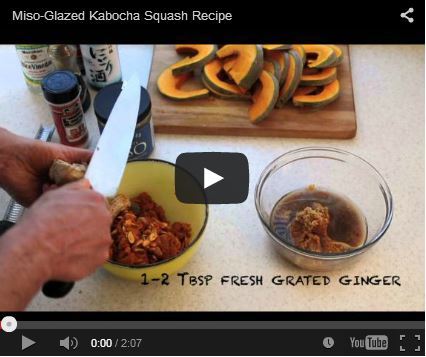 Miso-Glazed Kabocha Squash Recipe
1-2 Tbsp fresh grated ginger
0:00 / 2:07
YouTube